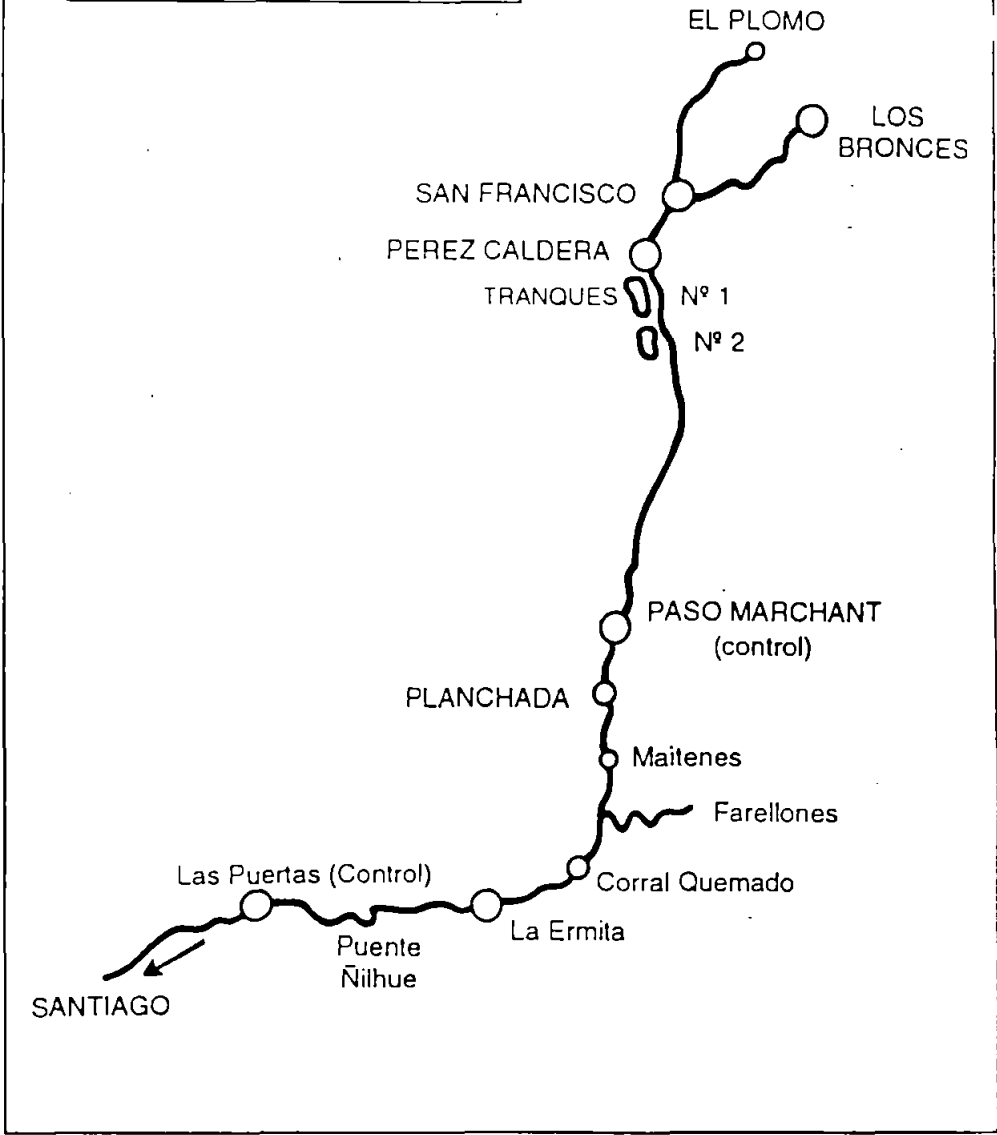 EL PLOMO
LOS
BRONCES
SAN FRANCISCO
PEREZ CALDERA
TRANQUES
Nº 1
Nº 2
PASO MARCHANT
(control)
PLANCHADA
Maitenes
Farellones
Corral Quemado
Las Puertas (Control)
La Ermita
Puente
Ñilhue
SANTIAGO